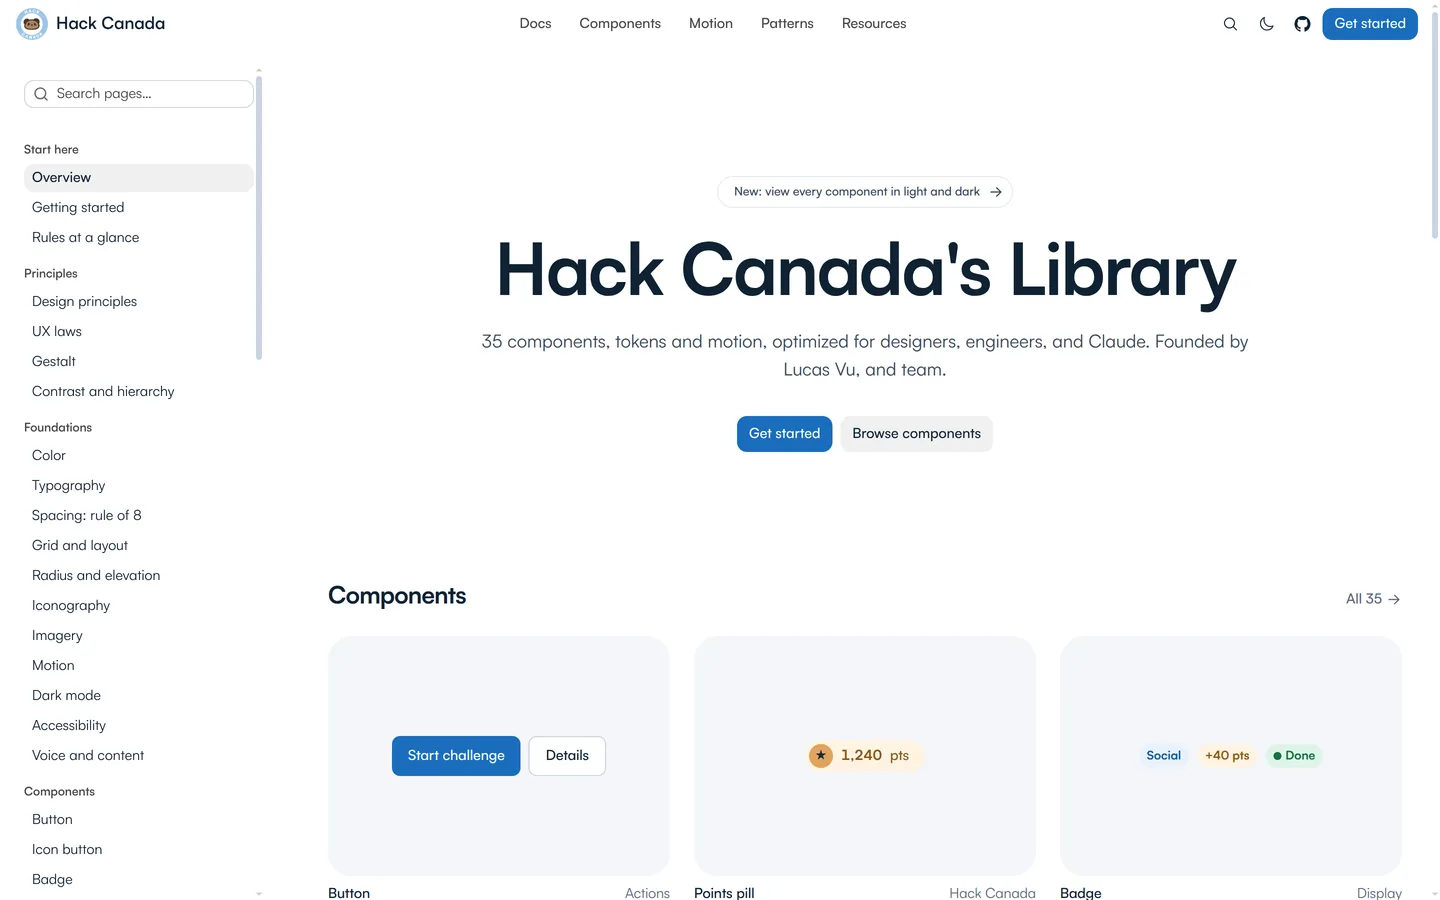 HACK
CANADA
Hack Canada
Docs
Components
Motion
Patterns
Resources
Get started
Search pages...
Start here
Overview
Getting started
Rules at a glance
Principles
Design principles
UX laws
Gestalt
Contrast and hierarchy
Foundations
Color
Typography
Spacing: rule of 8
Grid and layout
Radius and elevation
Iconography
Imagery
Motion
Dark mode
Accessibility
Voice and content
Components
Button
Icon button
Badge
New: view every component in light and dark →
Hack Canada's Library
35 components, tokens and motion, optimized for designers, engineers, and Claude. Founded by
Lucas Vu, and team.
Get started
Browse components
Components
All 35 →
Start challenge
Details
Button
Actions
★ 1,240 pts
Points pill
Hack Canada
Social
+40 pts
Done
Badge
Display